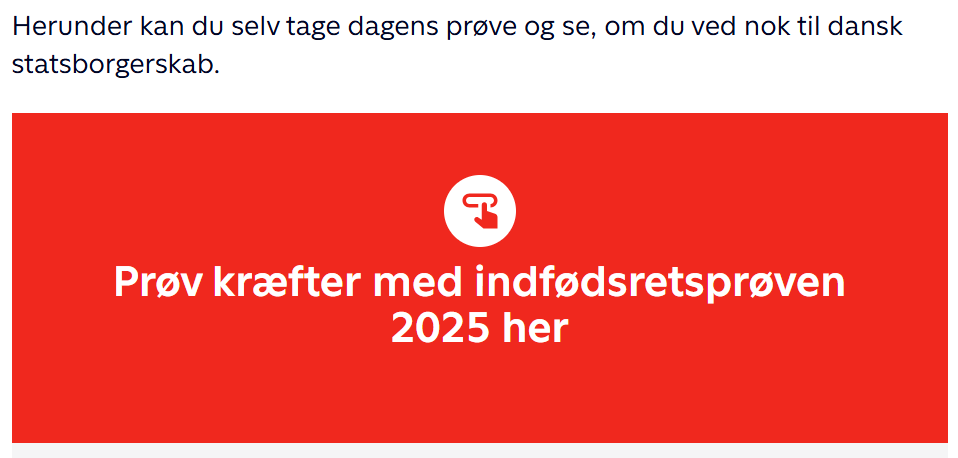 Herunder kan du selv tage dagens prøve og se, om du ved nok til dansk
statsborgerskab.
Prøv kræfter med indfødsretsprøven
2025 her